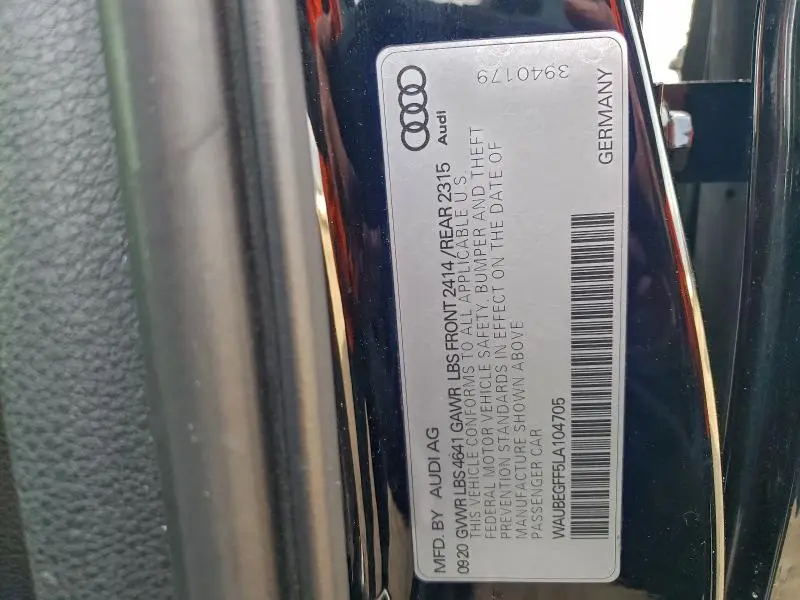 Audi
MFD. BY AUDI AG
09 20 GVWR LBS 4641 GAWR LBS FRONT 2414 / REAR 2315
THIS VEHICLE CONFORMS TO ALL APPLICABLE U S
FEDERAL MOTOR VEHICLE SAFETY, BUMPER AND THEFT
PREVENTION STANDARDS IN EFFECT ON THE DATE OF
MANUFACTURE SHOWN ABOVE
PASSENGER CAR
WAUBEGFF5LA104705
GERMANY
3940179